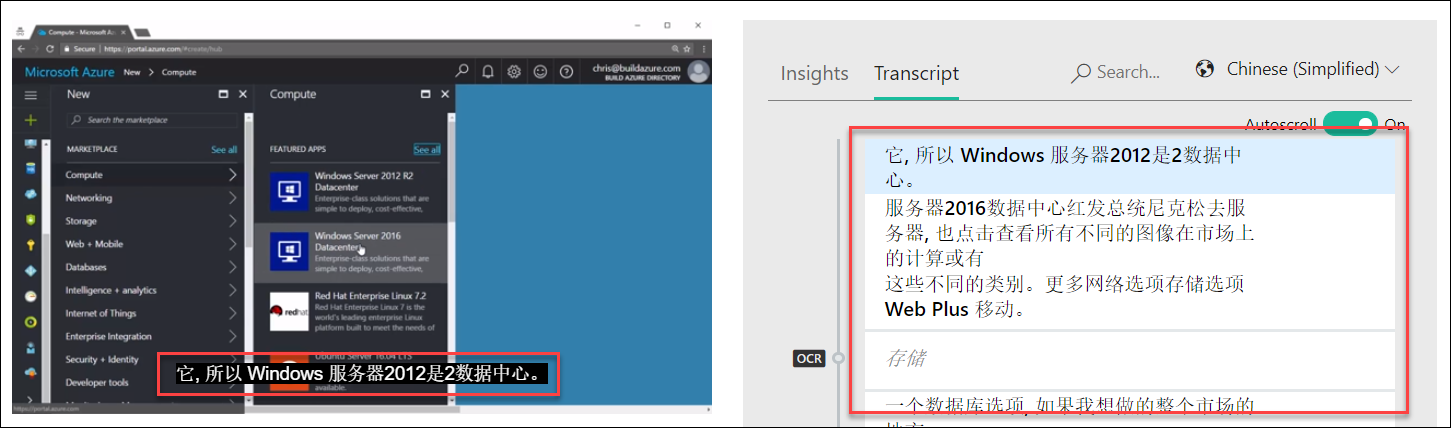 Compute - Microsoft Az
Secure | https://portal.azure.com/#create/hub
Microsoft Azure New > Compute
chris@buildazure.com
BUILD AZURE DIRECTORY
New
Search the marketplace
MARKETPLACE See all
Compute
Networking
Storage
Web + Mobile
Databases
Intelligence + analytics
Internet of Things
Enterprise Integration
Security + Identity
Developer tools
https://portal.azure.com
Compute
FEATURED APPS See all
Windows Server 2012 R2
Datacenter
Enterprise-class solutions that are
simple to deploy, cost-effective,
Windows Server 2016
Datacenter
Enterprise-class solutions that are
simple to deploy, cost-effective,
redhat
Red Hat Enterprise Linux 7.2
Red Hat Enterprise Linux 7 is the
world's leading enterprise Linux
platform built to meet the needs of
Ubuntu Server 16.04 LTS
available.
它, 所以 Windows 服务器2012是2数据中心。
Insights Transcript Search... Chinese (Simplified)
Autoscroll On
它, 所以 Windows 服务器2012是2数据中
心。
服务器2016数据中心红发总统尼克松去服
务器, 也点击查看所有不同的图像在市场上
的计算或有
这些不同的类别。更多网络选项存储选项
Web Plus 移动。
OCR 存储
一个数据库选项, 如果我想做的整个市场的